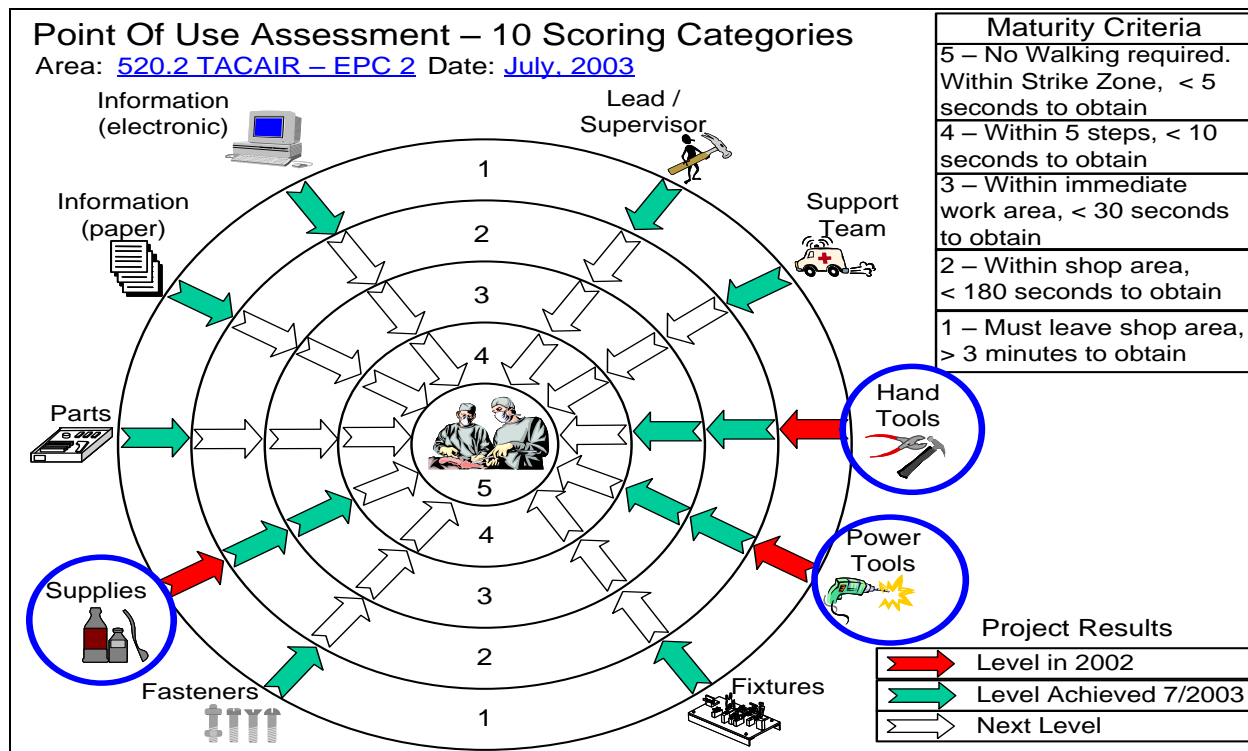 Point Of Use Assessment – 10 Scoring Categories
Area: 520.2 TACAIR – EPC 2 Date: July, 2003
Information
(electronic)
Lead /
Supervisor
Information
(paper)
Support
Team
Parts
Hand
Tools
Supplies
Power
Tools
Fasteners
Fixtures
1
2
3
4
5
4
3
2
1
Maturity Criteria
5 – No Walking required.
Within Strike Zone, < 5
seconds to obtain
4 – Within 5 steps, < 10
seconds to obtain
3 – Within immediate
work area, < 30 seconds
to obtain
2 – Within shop area,
< 180 seconds to obtain
1 – Must leave shop area,
> 3 minutes to obtain
Project Results
Level in 2002
Level Achieved 7/2003
Next Level